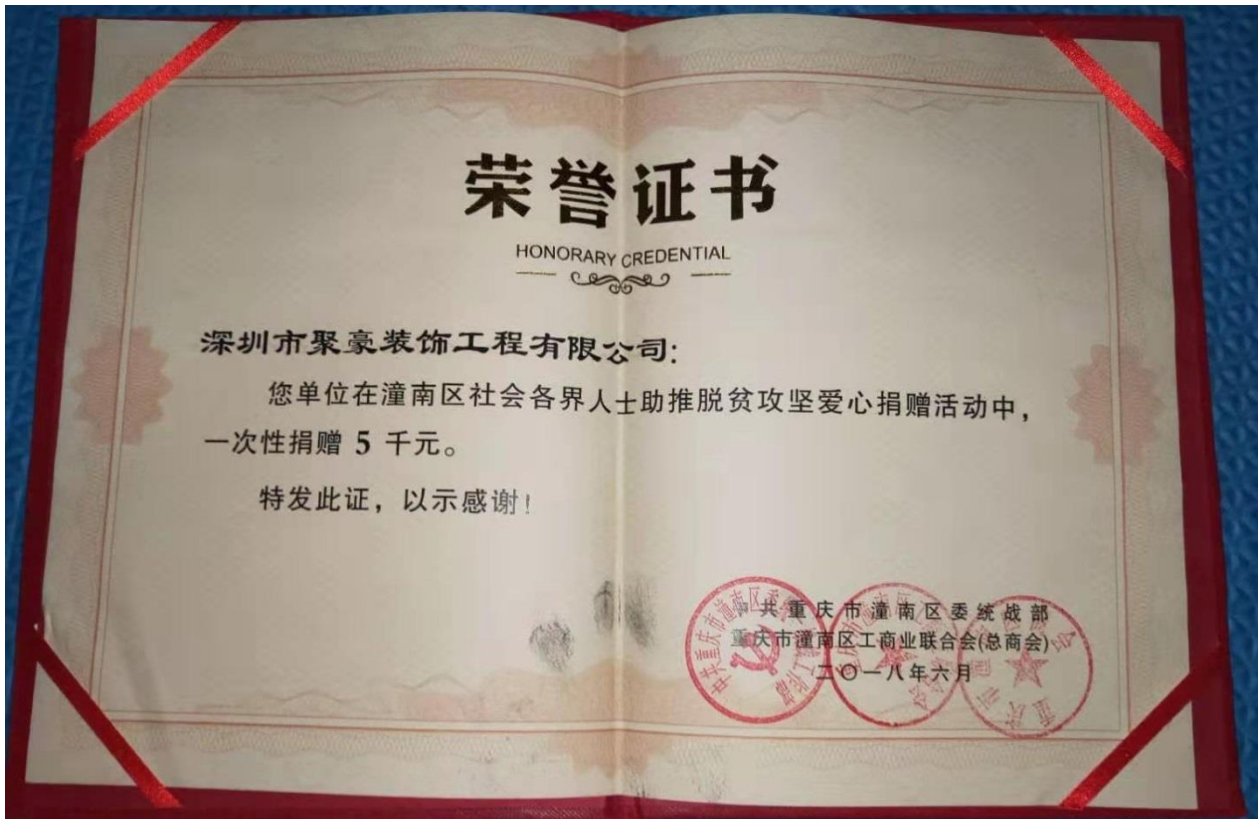 荣誉证书
HONORARY CREDENTIAL
深圳市聚豪装饰工程有限公司:
您单位在潼南区社会各界人士助推脱贫攻坚爱心捐赠活动中,
一次性捐赠 5 千元。
特发此证，以示感谢!
中共重庆市潼南区委统战部
重庆市潼南区工商业联合会(总商会)
二〇一八年六月